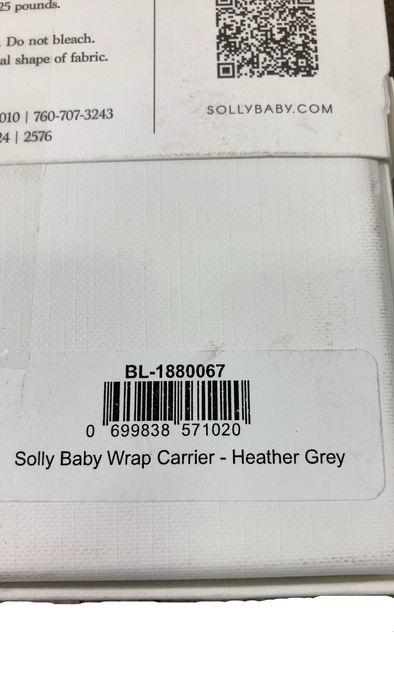 25 pounds.
. Do not bleach.
al shape of fabric.
010 | 760-707-3243
24 | 2576
SOLLYBABY.COM
BL-1880067
0 699838 571020
Solly Baby Wrap Carrier - Heather Grey